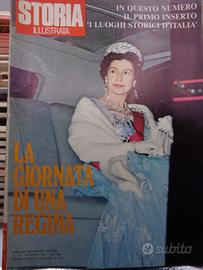 STORIA
ILLUSTRATA
IN QUESTO NUMERO
IL PRIMO INSERTO
'I LUOGHI STORICI D'ITALIA'
LA
GIORNATA
DI UNA
REGINA
subito